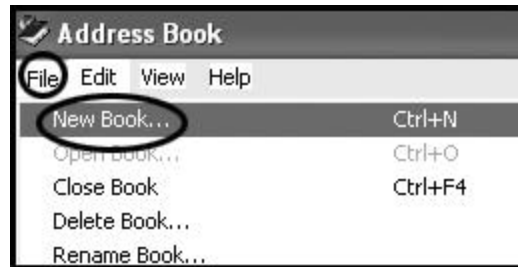 Address Book
File Edit View Help
New Book... Ctrl+N
Open Book... Ctrl+O
Close Book Ctrl+F4
Delete Book...
Rename Book...